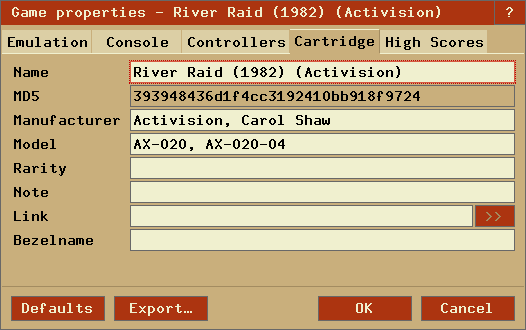 Game properties - River Raid (1982) (Activision) ?
Emulation Console Controllers Cartridge High Scores
Name River Raid (1982) (Activision)
MD5 393948436d1f4cc3192410bb918f9724
Manufacturer Activision, Carol Shaw
Model AX-020, AX-020-04
Rarity
Note
Link >>
Bezelname
Defaults Export… OK Cancel